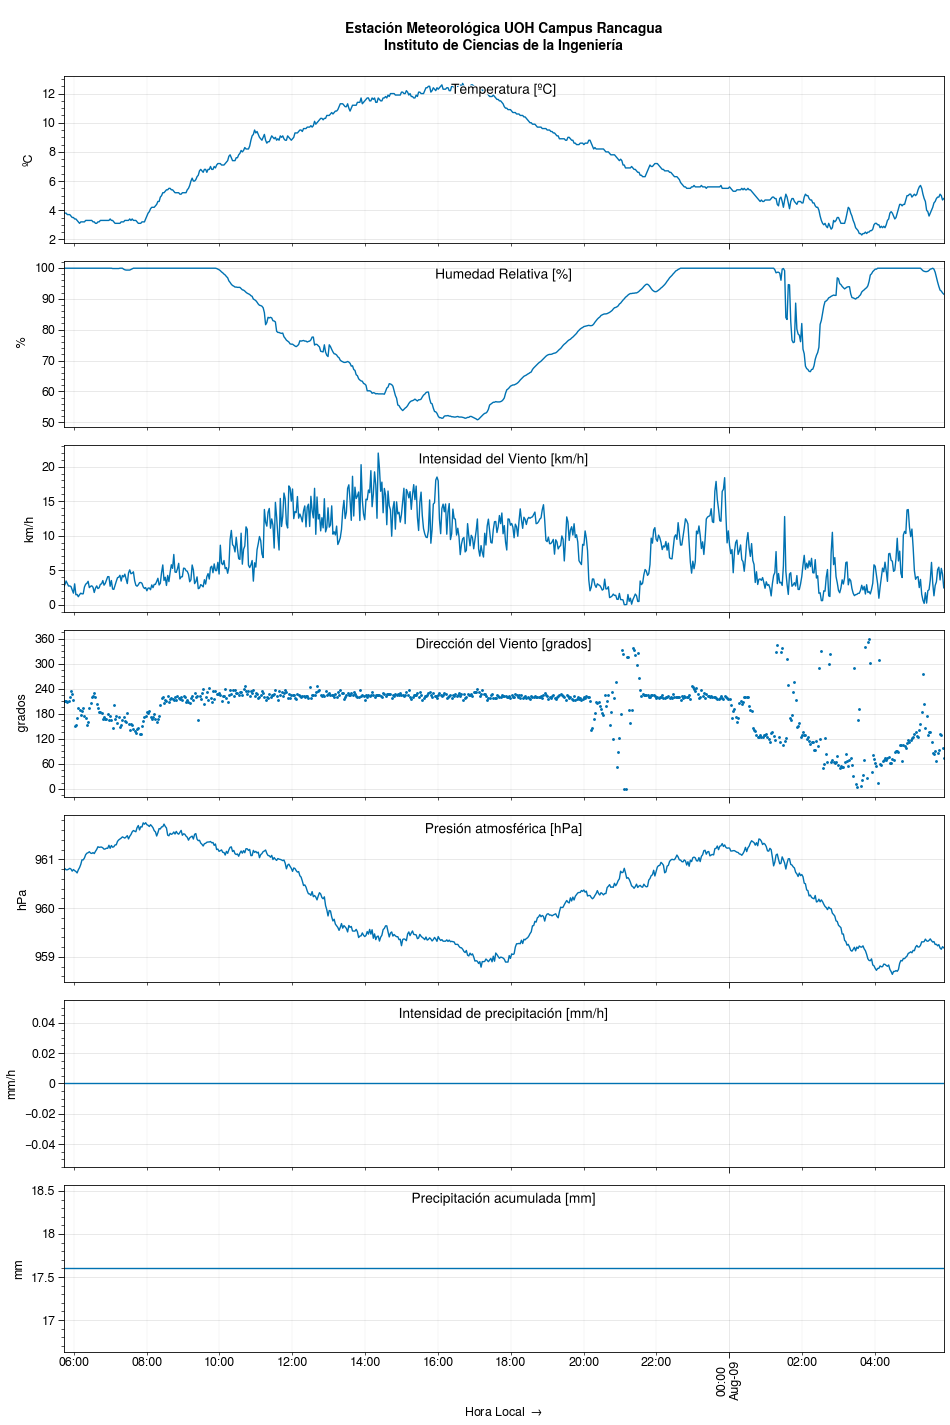 Estación Meteorológica UOH Campus Rancagua
Instituto de Ciencias de la Ingeniería
Temperatura [ºC]
12
10
8
6
4
2
ºC
Humedad Relativa [%]
100
90
80
70
60
50
%
Intensidad del Viento [km/h]
20
15
10
5
0
km/h
Dirección del Viento [grados]
360
300
240
180
120
60
0
grados
Presión atmosférica [hPa]
961
960
959
hPa
Intensidad de precipitación [mm/h]
0.04
0.02
0
−0.02
−0.04
mm/h
Precipitación acumulada [mm]
18.5
18
17.5
17
mm
06:00 08:00 10:00 12:00 14:00 16:00 18:00 20:00 22:00 00:00 02:00 04:00
Aug-09
Hora Local →